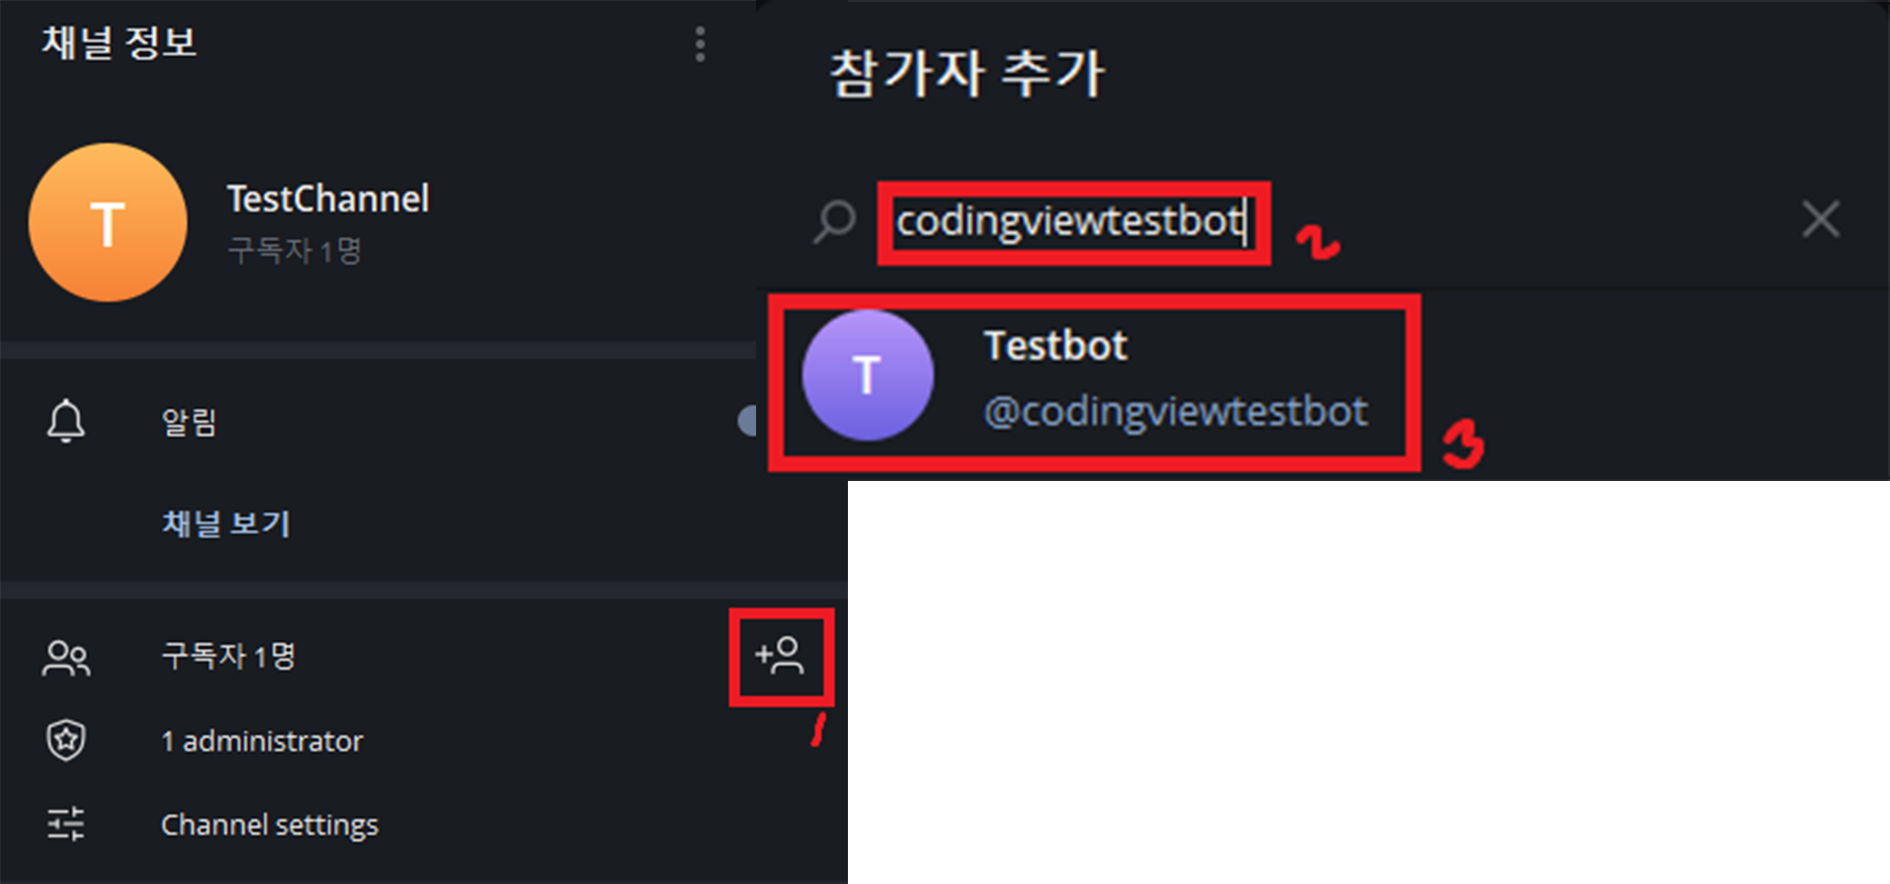 채널 정보
T
TestChannel
구독자 1명
알림
채널 보기
구독자 1명
1
1 administrator
Channel settings
참가자 추가
codingviewtestbot
2
T
Testbot
@codingviewtestbot
3